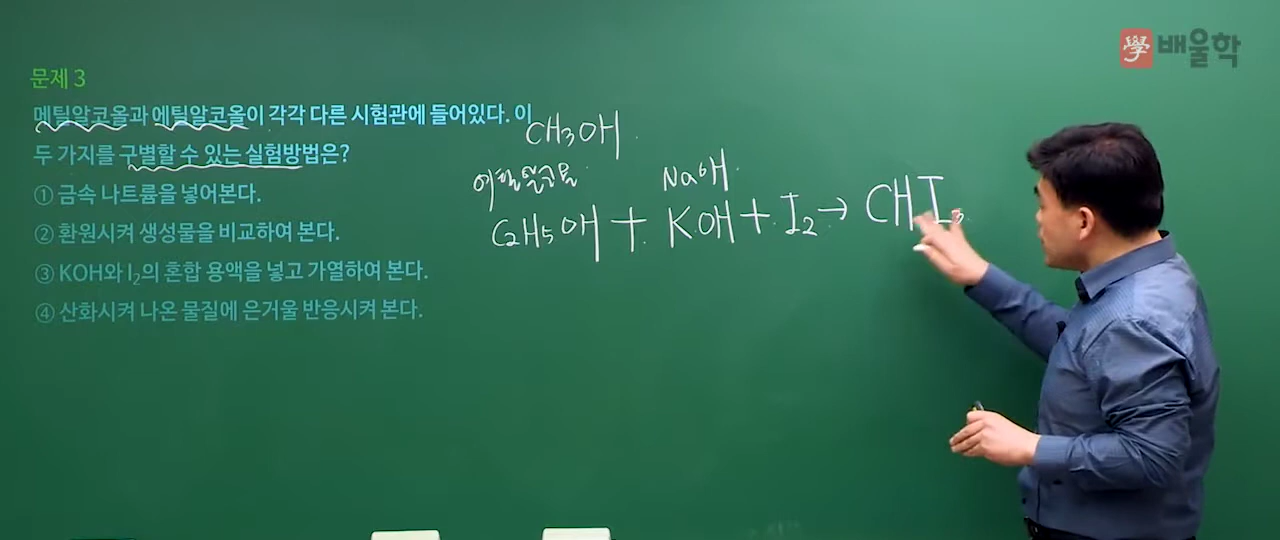 學 배울학
문제 3
메틸알코올과 에틸알코올이 각각 다른 시험관에 들어있다. 이
두 가지를 구별할 수 있는 실험방법은?
① 금속 나트륨을 넣어본다.
② 환원시켜 생성물을 비교하여 본다.
③ KOH와 I₂의 혼합 용액을 넣고 가열하여 본다.
④ 산화시켜 나온 물질에 은거울 반응시켜 본다.
CH₃OH
에틸알코올 NaOH
C₂H₅OH + KOH + I₂ → CHI₃